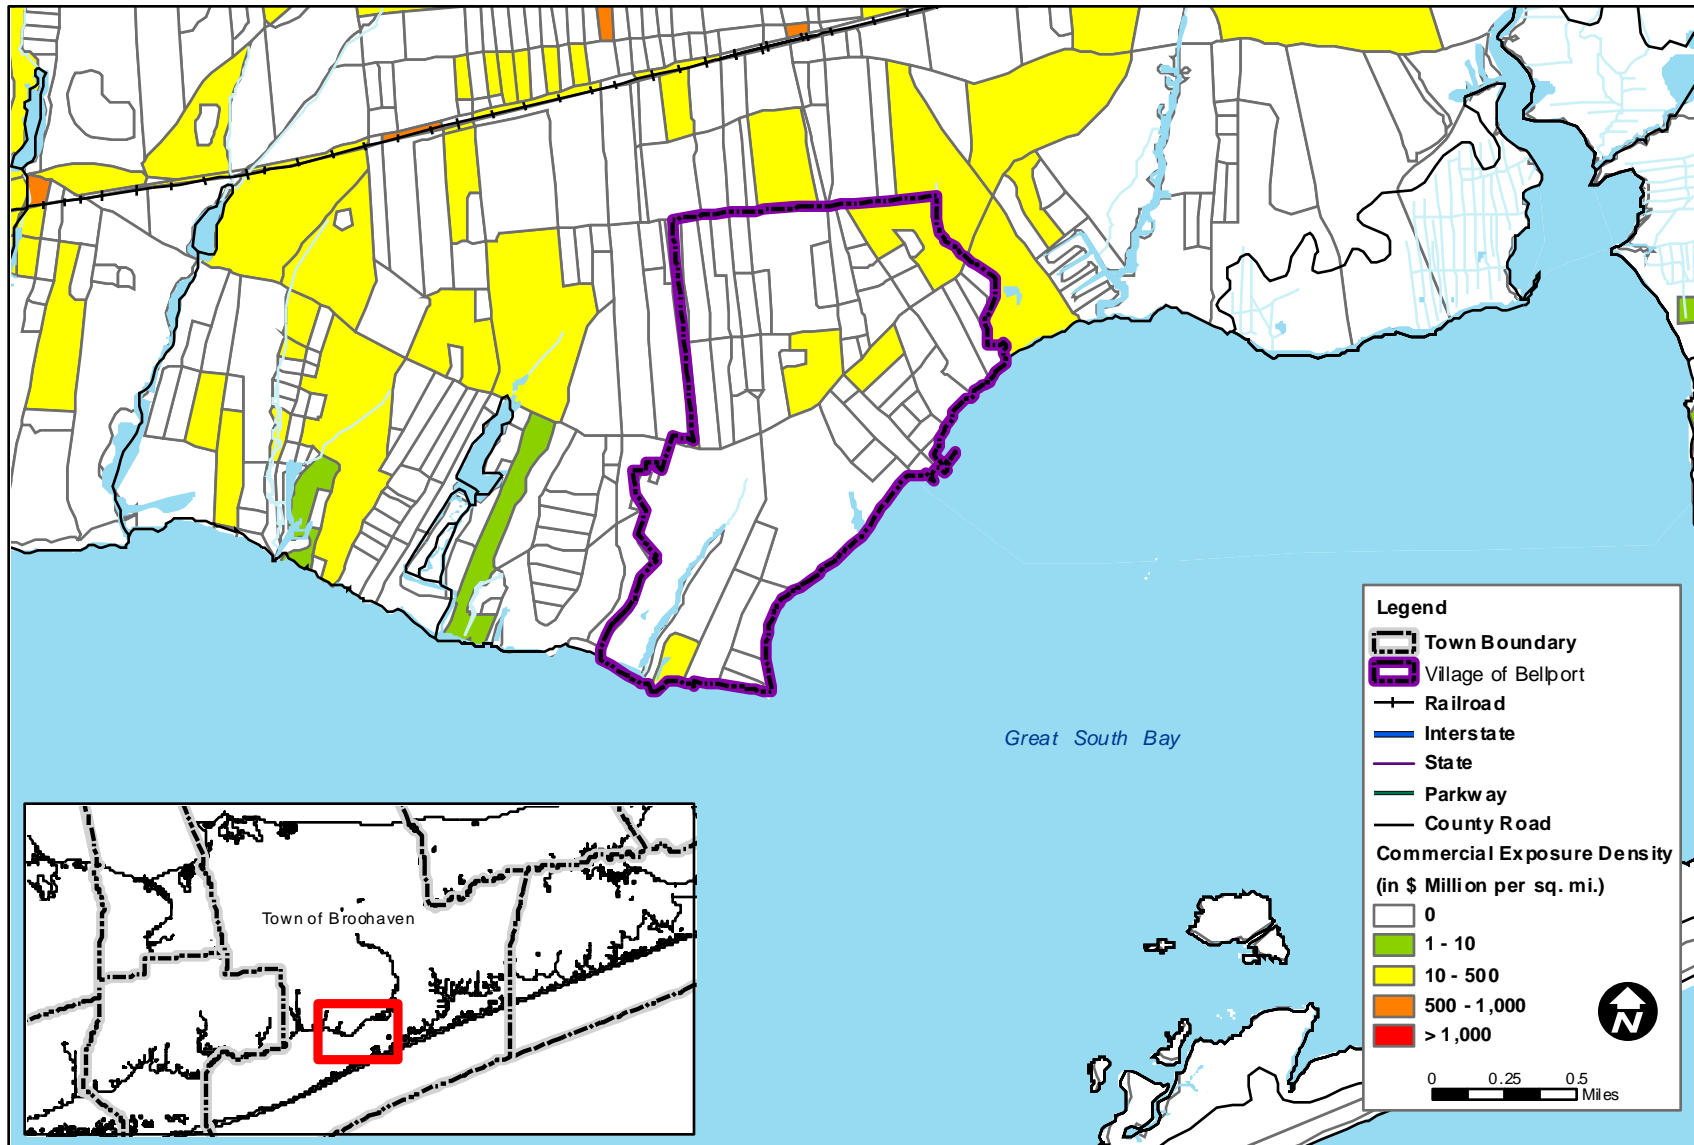 Great South Bay
Town of Broohaven
Legend
Town Boundary
Village of Bellport
Railroad
Interstate
State
Parkway
County Road
Commercial Exposure Density
(in $ Million per sq. mi.)
0
1 - 10
10 - 500
500 - 1,000
> 1,000
N
0 0.25 0.5
Miles